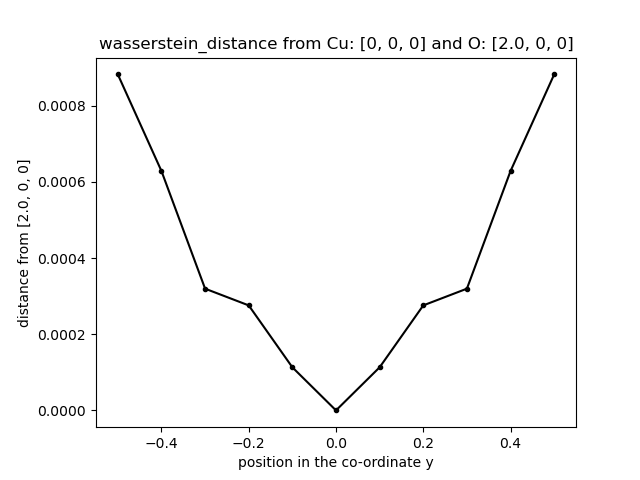 wasserstein_distance from Cu: [0, 0, 0] and O: [2.0, 0, 0]
distance from [2.0, 0, 0]
0.0008
0.0006
0.0004
0.0002
0.0000
−0.4 −0.2 0.0 0.2 0.4
position in the co-ordinate y